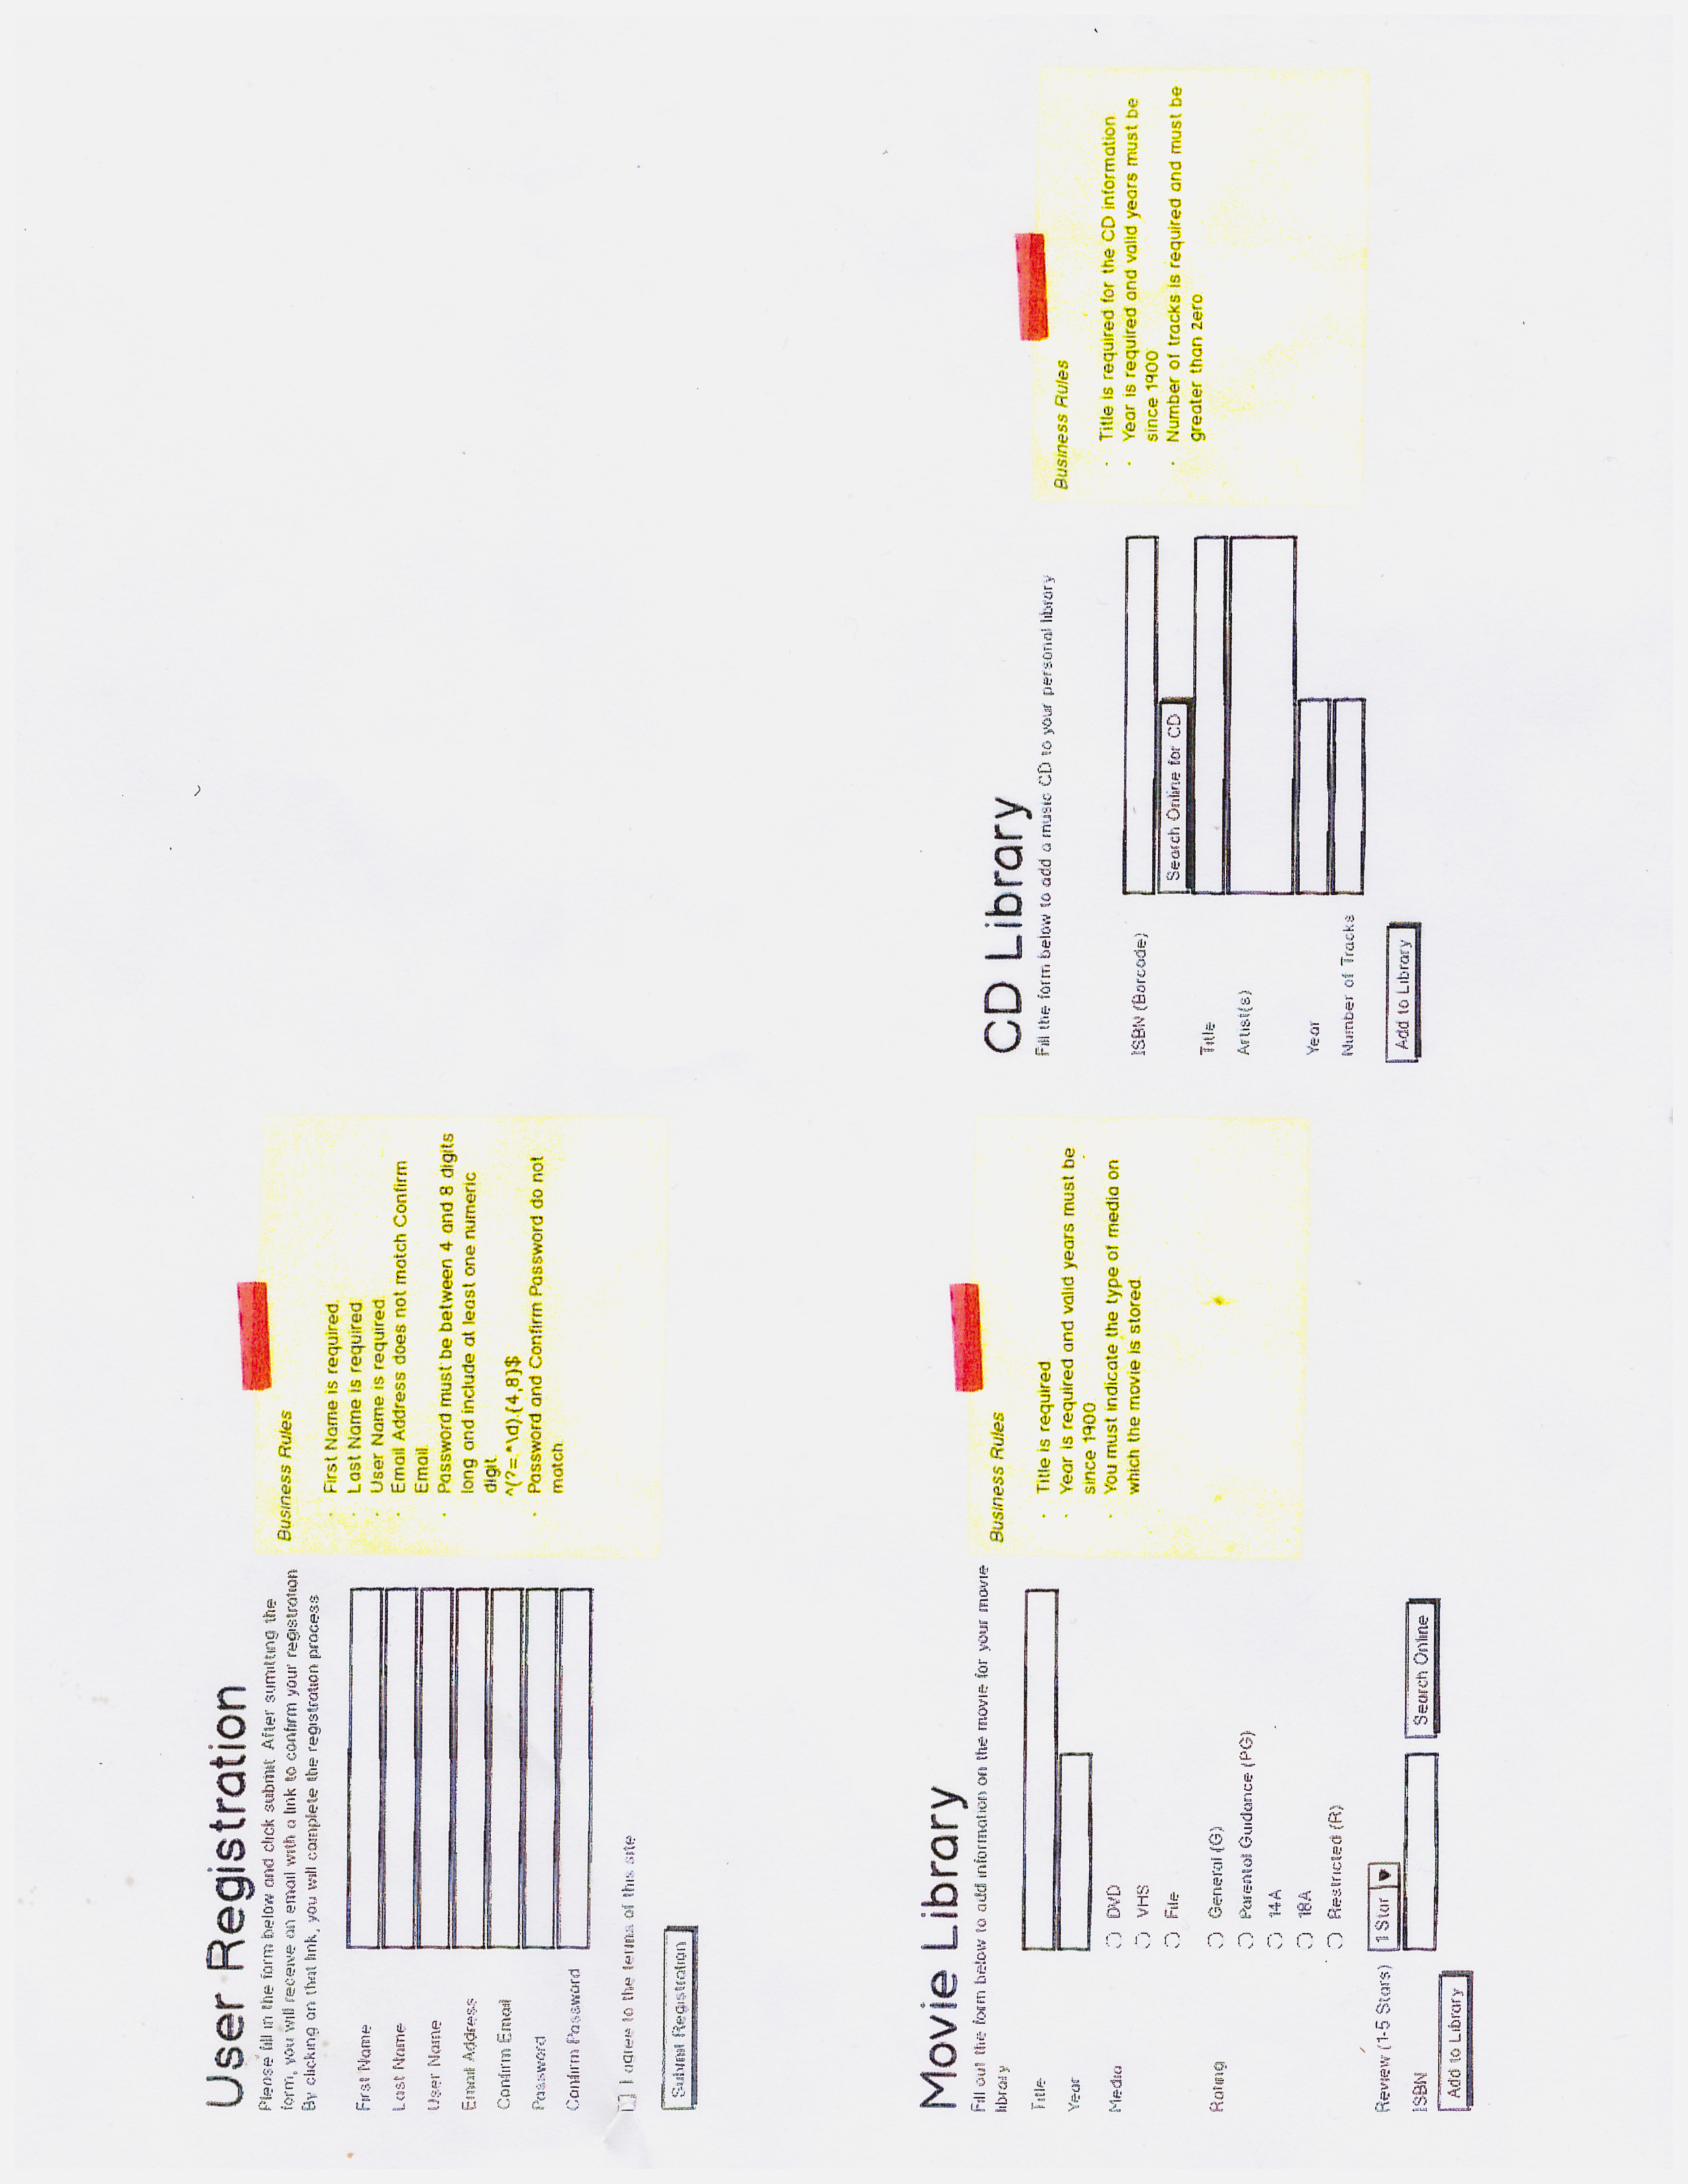 User Registration
Please fill in the form below and click submit. After sumitting the
form, you will receive an email with a link to confirm your registration.
By clicking on that link, you will complete the registration process
First Name
Last Name
User Name
Email Address
Confirm Email
Password
Confirm Password
I agree to the terms of this site
Submit Registration
Business Rules
· First Name is required.
· Last Name is required.
· User Name is required.
· Email Address does not match Confirm
Email.
· Password must be between 4 and 8 digits
long and include at least one numeric
digit.
^(?=.*\d).{4,8}$
· Password and Confirm Password do not
match.
Movie Library
Fill out the form below to add information on the movie for your movie
library
Title
Year
Media
DVD
VHS
File
Rating
General (G)
Parental Guidance (PG)
14A
18A
Restricted (R)
Review (1-5 Stars) 1 Star
ISBN Search Online
Add to Library
Business Rules
· Title is required.
· Year is required and valid years must be
since 1900
· You must indicate the type of media on
which the movie is stored.
CD Library
Fill the form below to add a music CD to your personal library
ISBN (Barcode)
Search Online for CD
Title
Artist(s)
Year
Number of Tracks
Add to Library
Business Rules
· Title is required for the CD information
· Year is required and valid years must be
since 1900
· Number of tracks is required and must be
greater than zero